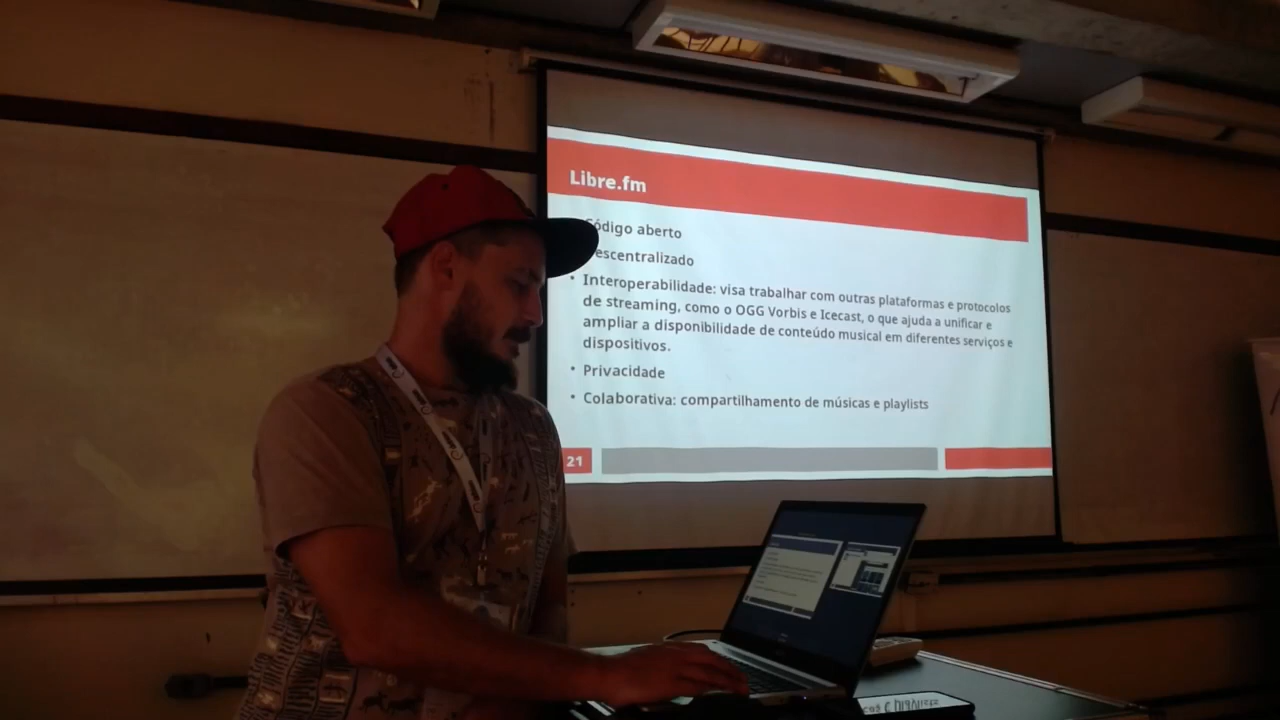 Libre.fm
Código aberto
escentralizado
• Interoperabilidade: visa trabalhar com outras plataformas e protocolos
de streaming, como o OGG Vorbis e Icecast, o que ajuda a unificar e
ampliar a disponibilidade de conteúdo musical em diferentes serviços e
dispositivos.
• Privacidade
• Colaborativa: compartilhamento de músicas e playlists
21